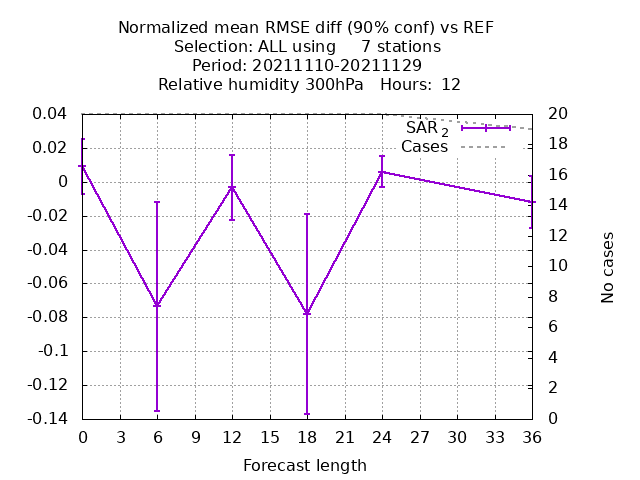 Normalized mean RMSE diff (90% conf) vs REF
Selection: ALL using 7 stations
Period: 20211110-20211129
Relative humidity 300hPa Hours: 12
0.04
0.02
0
-0.02
-0.04
-0.06
-0.08
-0.1
-0.12
-0.14
SAR 2
Cases
20
18
16
14
12
10
8
6
4
2
0
No cases
0 3 6 9 12 15 18 21 24 27 30 33 36
Forecast length